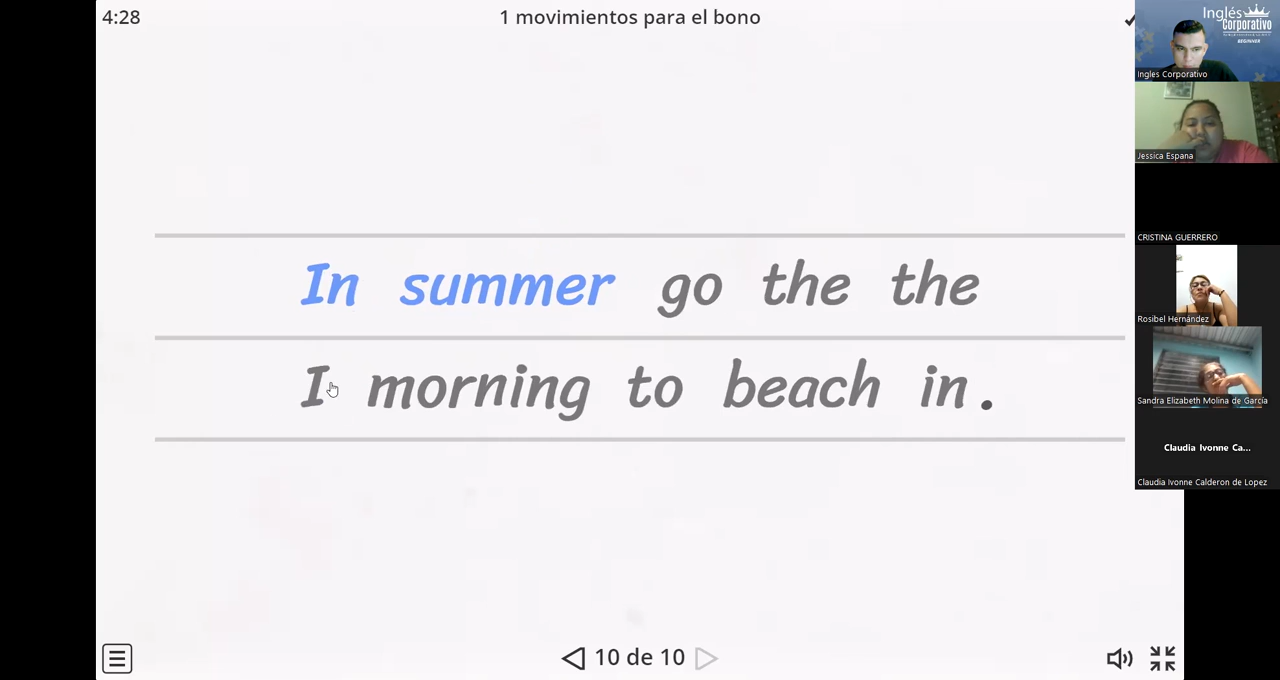 4:28
1 movimientos para el bono
In summer go the the
I morning to beach in.
10 de 10
Inglés
Corporativo
BEGINNER
Ingles Corporativo
Jessica Espana
CRISTINA GUERRERO
Rosibel Hernández
Sandra Elizabeth Molina de García
Claudia Ivonne Ca...
Claudia Ivonne Calderon de Lopez